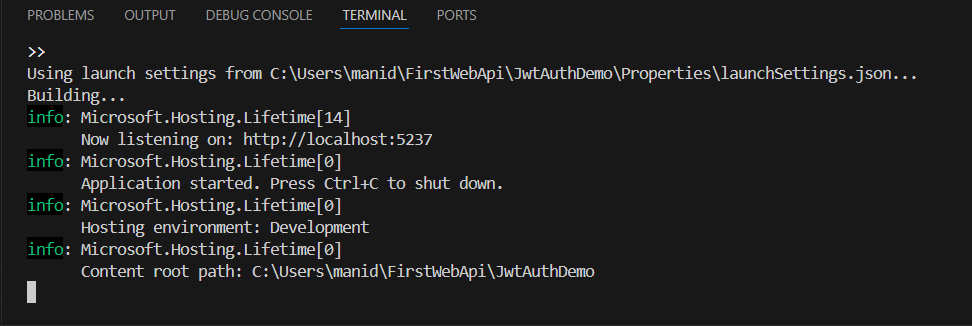 PROBLEMS OUTPUT DEBUG CONSOLE TERMINAL PORTS
>>
Using launch settings from C:\Users\manid\FirstWebApi\JwtAuthDemo\Properties\launchSettings.json...
Building...
info: Microsoft.Hosting.Lifetime[14]
      Now listening on: http://localhost:5237
info: Microsoft.Hosting.Lifetime[0]
      Application started. Press Ctrl+C to shut down.
info: Microsoft.Hosting.Lifetime[0]
      Hosting environment: Development
info: Microsoft.Hosting.Lifetime[0]
      Content root path: C:\Users\manid\FirstWebApi\JwtAuthDemo